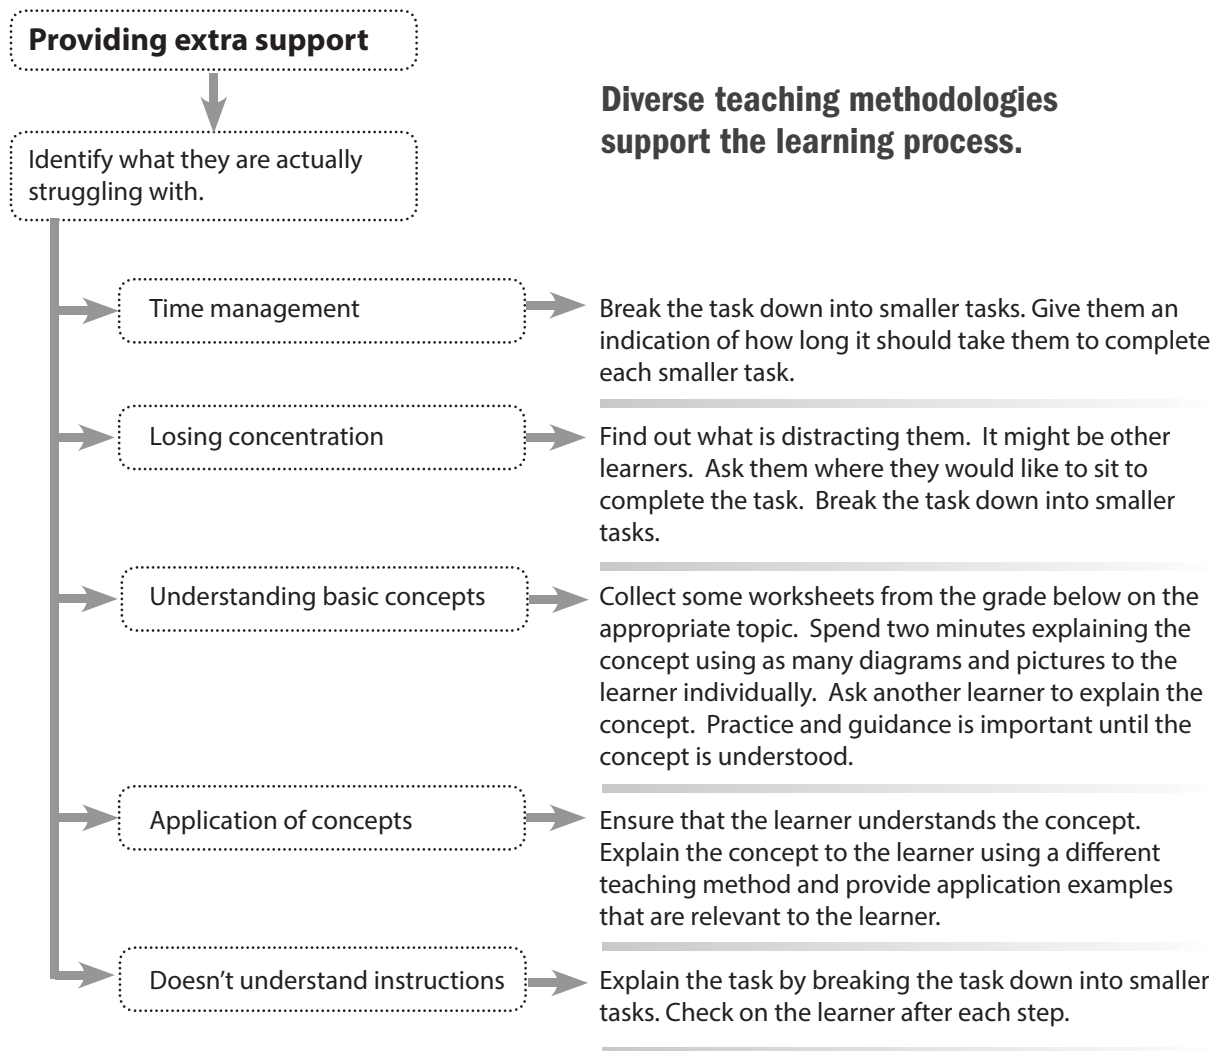 Providing extra support
Diverse teaching methodologies
support the learning process.
Identify what they are actually
struggling with.
Time management
Break the task down into smaller tasks. Give them an
indication of how long it should take them to complete
each smaller task.
Losing concentration
Find out what is distracting them.  It might be other
learners.  Ask them where they would like to sit to
complete the task.  Break the task down into smaller
tasks.
Understanding basic concepts
Collect some worksheets from the grade below on the
appropriate topic.  Spend two minutes explaining the
concept using as many diagrams and pictures to the
learner individually.  Ask another learner to explain the
concept.  Practice and guidance is important until the
concept is understood.
Application of concepts
Ensure that the learner understands the concept.
Explain the concept to the learner using a different
teaching method and provide application examples
that are relevant to the learner.
Doesn’t understand instructions
Explain the task by breaking the task down into smaller
tasks. Check on the learner after each step.